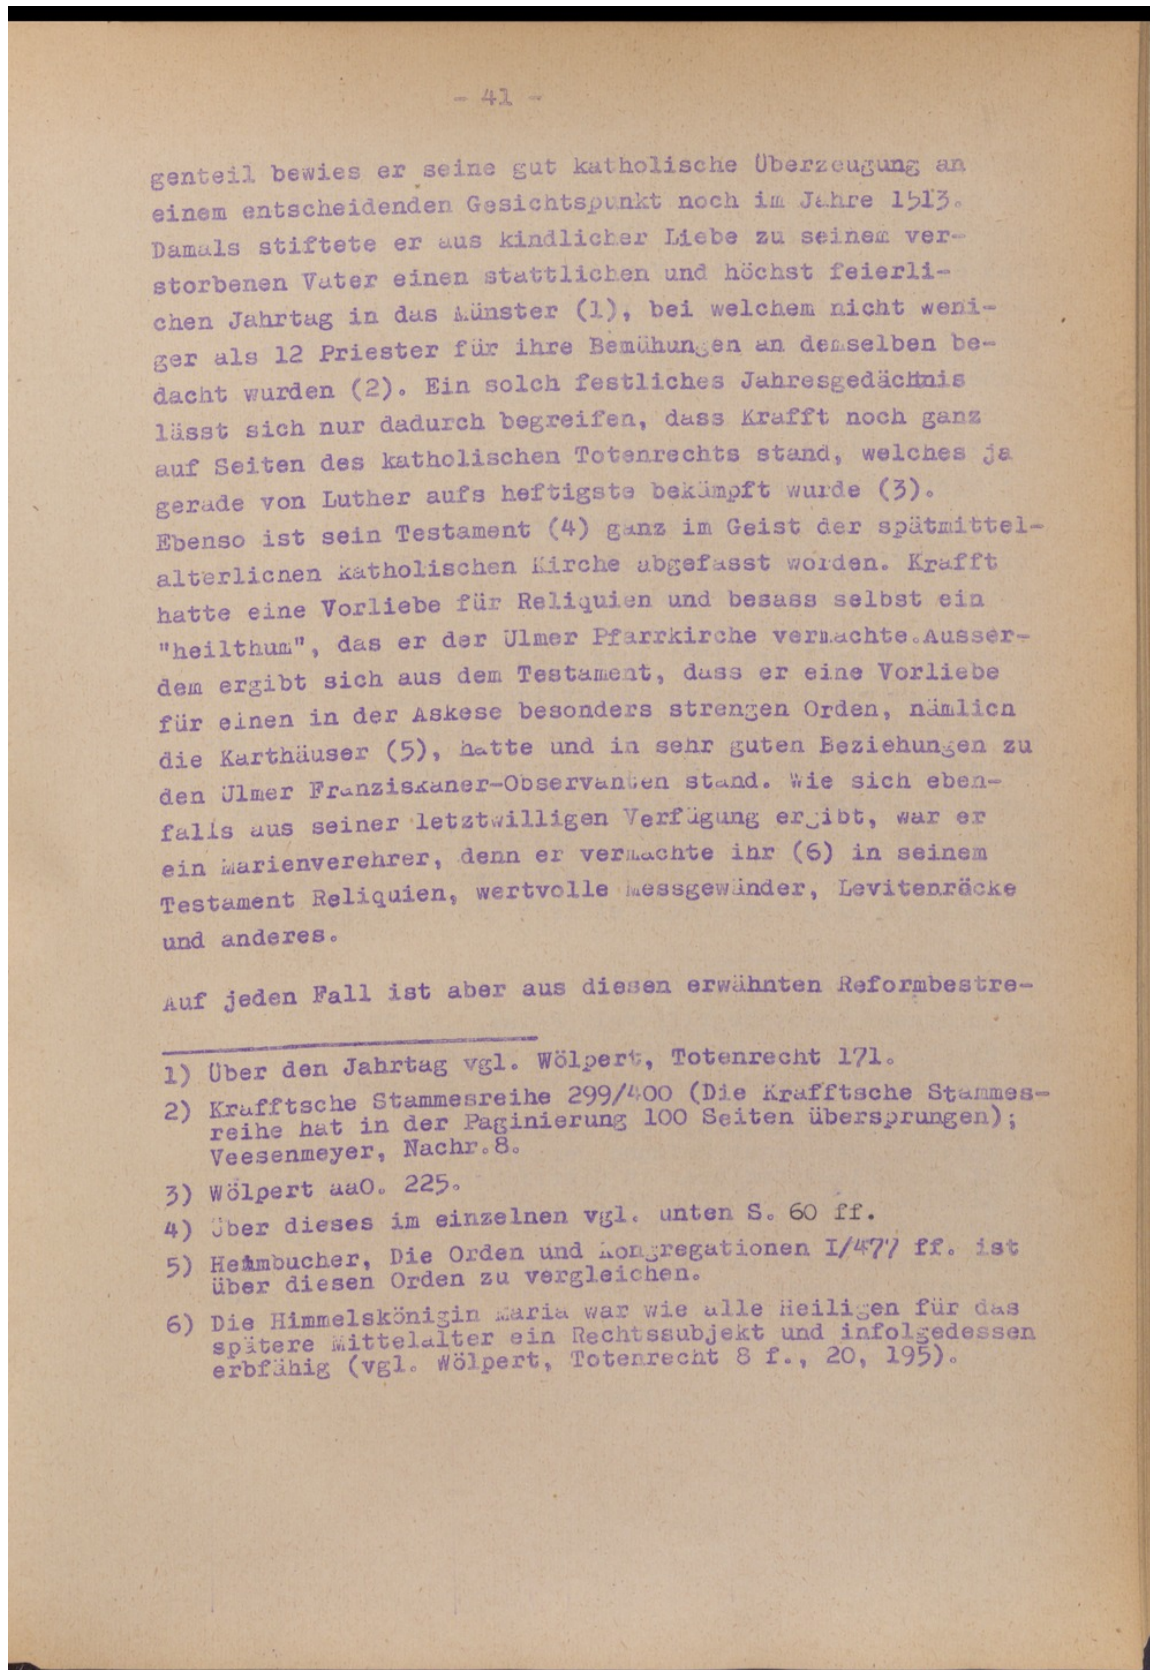 - 41 -
genteil bewies er seine gut katholische Überzeugung an
einem entscheidenden Gesichtspunkt noch im Jahre 1513.
Damals stiftete er aus kindlicher Liebe zu seinem ver-
storbenen Vater einen stattlichen und höchst feierli-
chen Jahrtag in das Münster (1), bei welchem nicht weni-
ger als 12 Priester für ihre Bemühungen an demselben be-
dacht wurden (2). Ein solch festliches Jahresgedächtnis
lässt sich nur dadurch begreifen, dass Krafft noch ganz
auf Seiten des katholischen Totenrechts stand, welches ja
gerade von Luther aufs heftigste bekämpft wurde (3).
Ebenso ist sein Testament (4) ganz im Geist der spätmittel-
alterlichen katholischen Kirche abgefasst worden. Krafft
hatte eine Vorliebe für Reliquien und besass selbst ein
"heilthum", das er der Ulmer Pfarrkirche vermachte.Ausser-
dem ergibt sich aus dem Testament, dass er eine Vorliebe
für einen in der Askese besonders strengen Orden, nämlich
die Karthäuser (5), hatte und in sehr guten Beziehungen zu
den Ulmer Franziskaner-Observanten stand. Wie sich eben-
falls aus seiner letztwilligen Verfügung ergibt, war er
ein Marienverehrer, denn er vermachte ihr (6) in seinem
Testament Reliquien, wertvolle Messgewänder, Levitenröcke
und anderes.
Auf jeden Fall ist aber aus diesen erwähnten Reformbestre-
1) Über den Jahrtag vgl. Wölpert, Totenrecht 171.
2) Krafftsche Stammesreihe 299/400 (Die Krafftsche Stammes-
reihe hat in der Paginierung 100 Seiten übersprungen);
Veesenmeyer, Nachr.8.
3) Wölpert aaO. 225.
4) Über dieses im einzelnen vgl. unten S. 60 ff.
5) Heimbucher, Die Orden und Kongregationen I/477 ff. ist
über diesen Orden zu vergleichen.
6) Die Himmelskönigin Maria war wie alle Heiligen für das
spätere Mittelalter ein Rechtssubjekt und infolgedessen
erbfähig (vgl. Wölpert, Totenrecht 8 f., 20, 195).